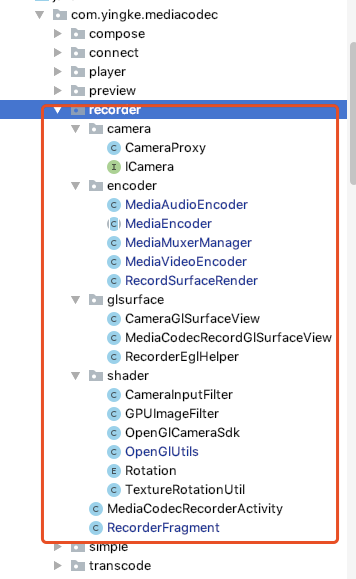 com.yingke.mediacodec
compose
connect
player
preview
recorder
camera
CameraProxy
ICamera
encoder
MediaAudioEncoder
MediaEncoder
MediaMuxerManager
MediaVideoEncoder
RecordSurfaceRender
glsurface
CameraGlSurfaceView
MediaCodecRecordGlSurfaceView
RecorderEglHelper
shader
CameraInputFilter
GPUImageFilter
OpenGlCameraSdk
OpenGlUtils
Rotation
TextureRotationUtil
MediaCodecRecorderActivity
RecorderFragment
simple
transcode